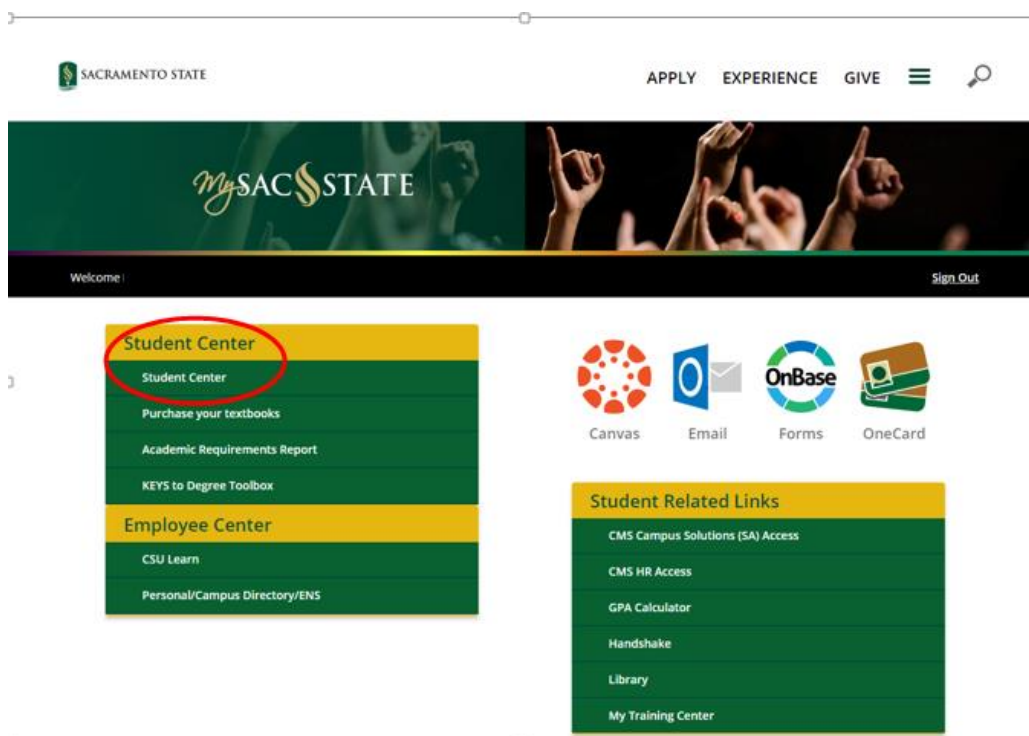 SACRAMENTO STATE
APPLY EXPERIENCE GIVE
MySAC STATE
Welcome
Sign Out
Student Center
Student Center
Purchase your textbooks
Academic Requirements Report
KEYS to Degree Toolbox
Employee Center
CSU Learn
Personal/Campus Directory/ENS
OnBase
Canvas Email Forms OneCard
Student Related Links
CMS Campus Solutions (SA) Access
CMS HR Access
GPA Calculator
Handshake
Library
My Training Center